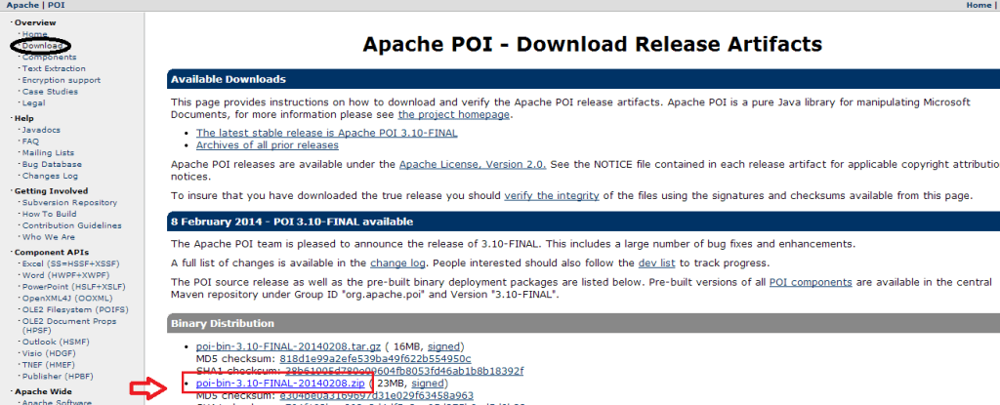 Apache | POI
Home |
Overview
Home
Download
Components
Text Extraction
Encryption support
Case Studies
Legal
Help
Javadocs
FAQ
Mailing Lists
Bug Database
Changes Log
Getting Involved
Subversion Repository
How To Build
Contribution Guidelines
Who We Are
Component APIs
Excel (SS=HSSF+XSSF)
Word (HWPF+XWPF)
PowerPoint (HSLF+XSLF)
OpenXML4J (OOXML)
OLE2 Filesystem (POIFS)
OLE2 Document Props
(HPSF)
Outlook (HSMF)
Visio (HDGF)
TNEF (HMEF)
Publisher (HPBF)
Apache Wide
Apache Software
Apache POI - Download Release Artifacts
Available Downloads
This page provides instructions on how to download and verify the Apache POI release artifacts. Apache POI is a pure Java library for manipulating Microsoft
Documents, for more information please see the project homepage.
The latest stable release is Apache POI 3.10-FINAL
Archives of all prior releases
Apache POI releases are available under the Apache License, Version 2.0. See the NOTICE file contained in each release artifact for applicable copyright attributio
notices.
To insure that you have downloaded the true release you should verify the integrity of the files using the signatures and checksums available from this page.
8 February 2014 - POI 3.10-FINAL available
The Apache POI team is pleased to announce the release of 3.10-FINAL. This includes a large number of bug fixes and enhancements.
A full list of changes is available in the change log. People interested should also follow the dev list to track progress.
The POI source release as well as the pre-built binary deployment packages are listed below. Pre-built versions of all POI components are available in the central
Maven repository under Group ID "org.apache.poi" and Version "3.10-FINAL".
Binary Distribution
poi-bin-3.10-FINAL-20140208.tar.gz ( 16MB, signed)
MD5 checksum: 818d1e99a2efe539ba49f622b554950c
SHA1 checksum:
poi-bin-3.10-FINAL-20140208.zip ( 23MB, signed)
MD5 checksum: e304be0a3169697d31e029f63458a963